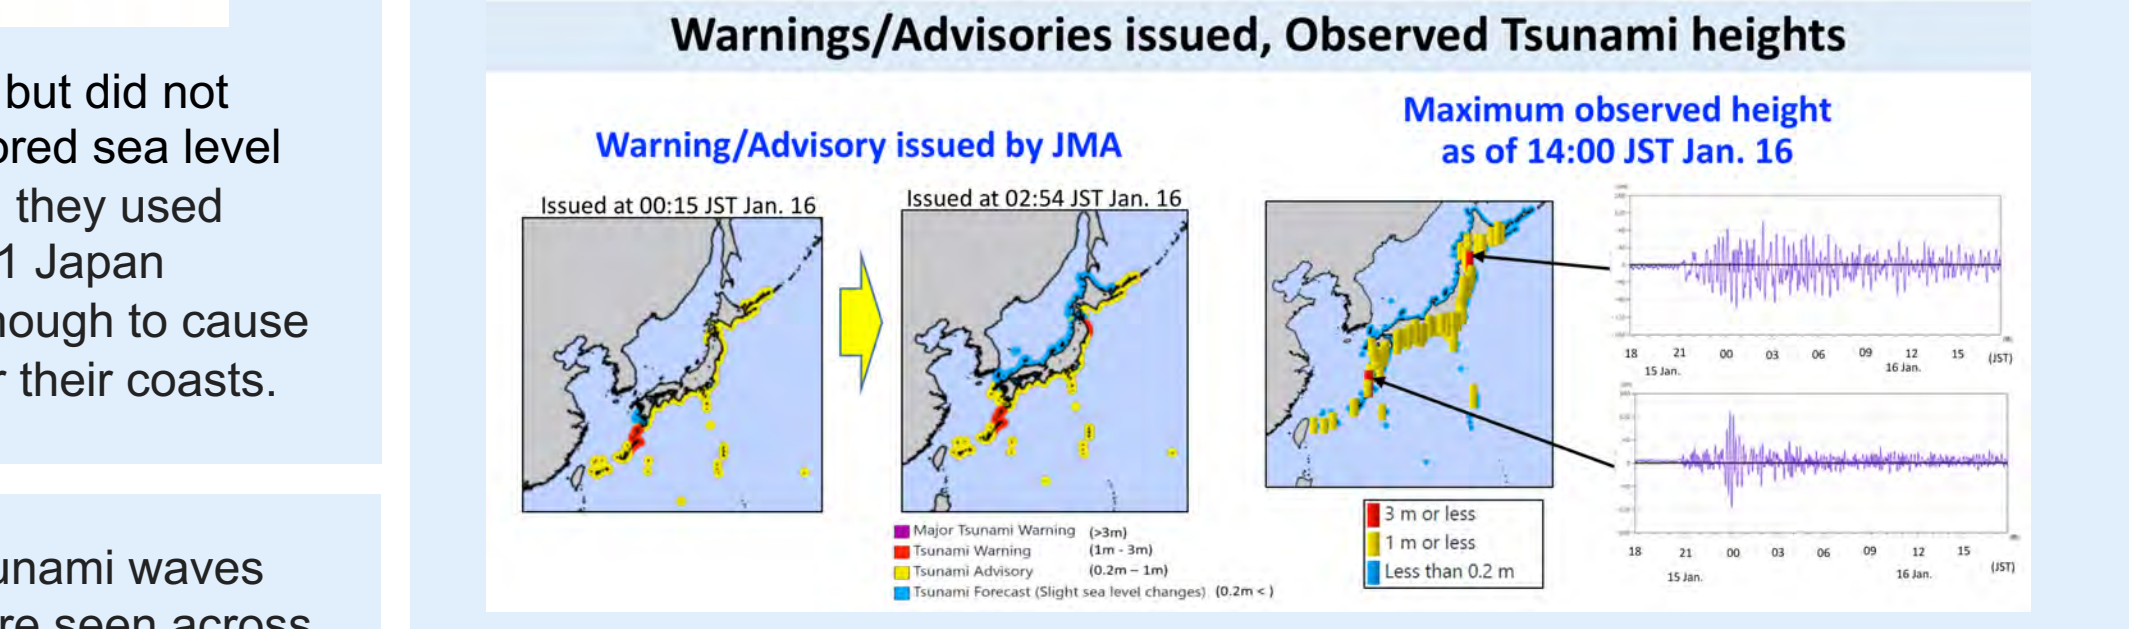 but did not
ored sea level
they used
1 Japan
nough to cause
r their coasts.
unami waves
re seen across
Warnings/Advisories issued, Observed Tsunami heights
Warning/Advisory issued by JMA
Issued at 00:15 JST Jan. 16
Issued at 02:54 JST Jan. 16
Major Tsunami Warning (>3m)
Tsunami Warning (1m - 3m)
Tsunami Advisory (0.2m – 1m)
Tsunami Forecast (Slight sea level changes) (0.2m < )
Maximum observed height
as of 14:00 JST Jan. 16
3 m or less
1 m or less
Less than 0.2 m
18 21 00 03 06 09 12 15 (JST)
15 Jan. 16 Jan.
18 21 00 03 06 09 12 15 (JST)
15 Jan. 16 Jan.